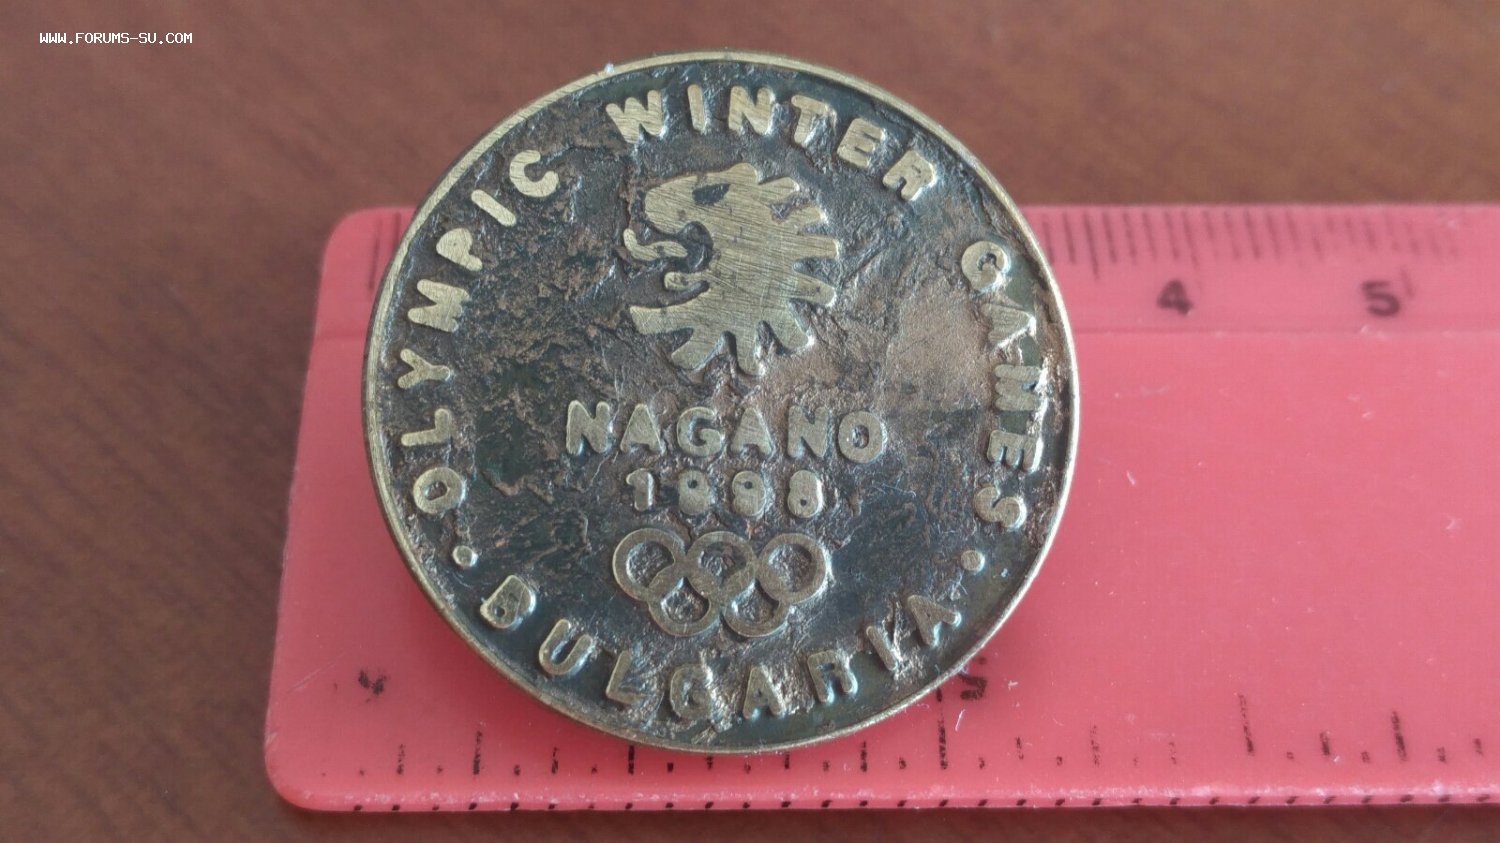 WWW.FORUMS-SU.COM
OLYMPIC WINTER GAMES
NAGANO
1998
· BULGARIA ·
4 5